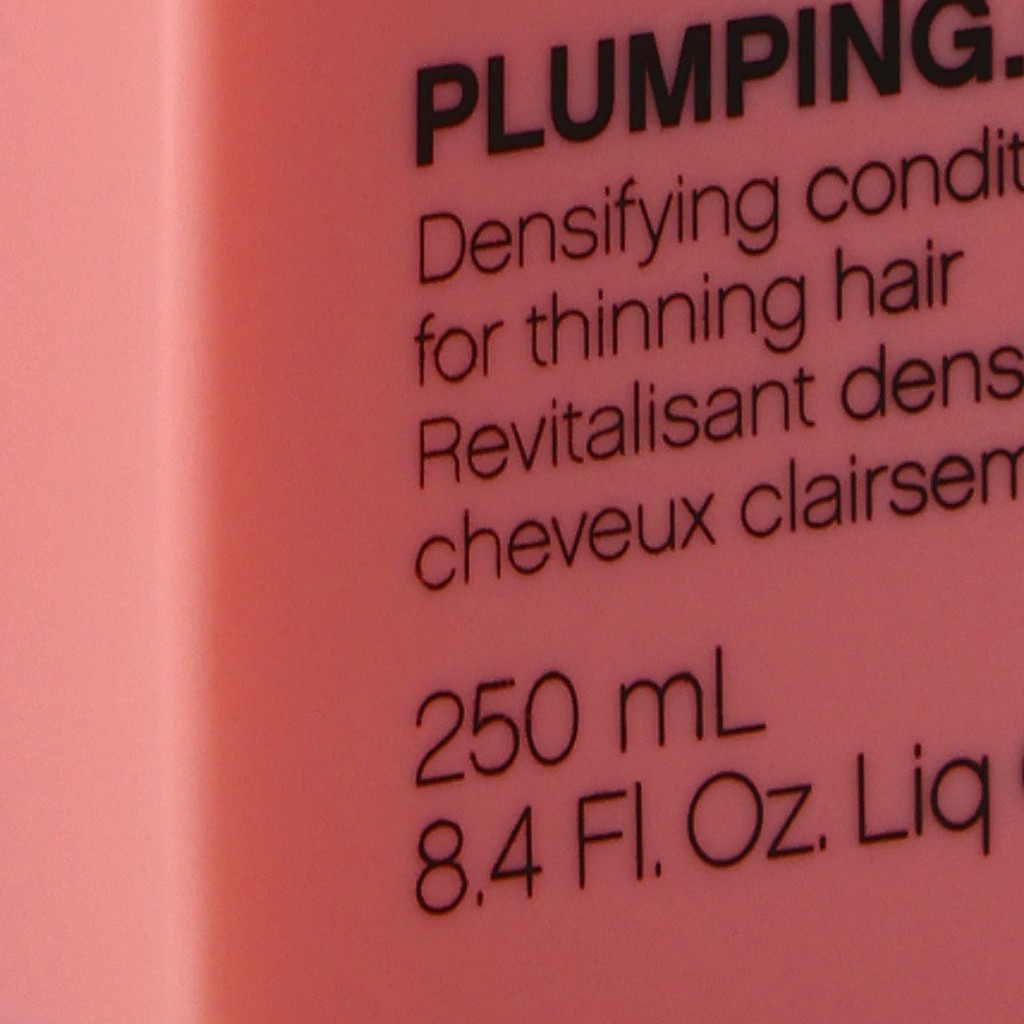 PLUMPING.
Densifying condit
for thinning hair
Revitalisant dens
cheveux clairsem
250 mL
8.4 Fl. Oz. Liq